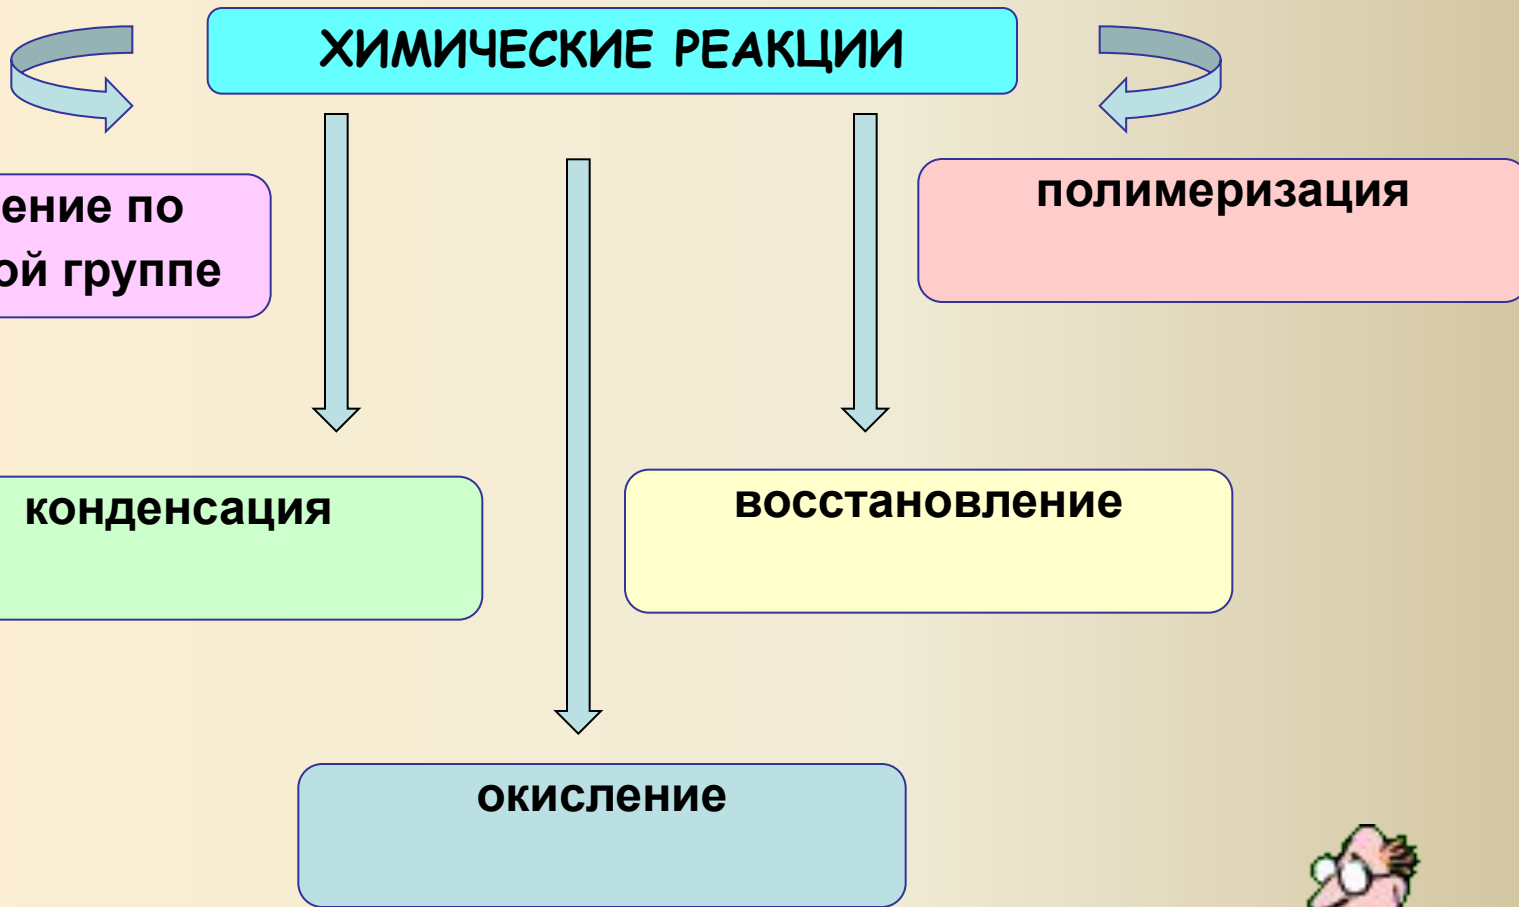 ХИМИЧЕСКИЕ РЕАКЦИИ
ение по
ой группе
полимеризация
конденсация
восстановление
окисление